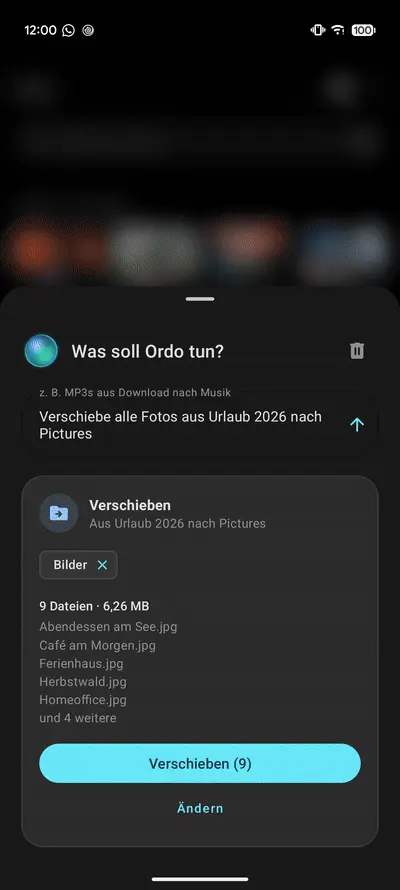 12:00
100
Was soll Ordo tun?
z. B. MP3s aus Download nach Musik
Verschiebe alle Fotos aus Urlaub 2026 nach
Pictures
Verschieben
Aus Urlaub 2026 nach Pictures
Bilder
9 Dateien · 6,26 MB
Abendessen am See.jpg
Café am Morgen.jpg
Ferienhaus.jpg
Herbstwald.jpg
Homeoffice.jpg
und 4 weitere
Verschieben (9)
Ändern